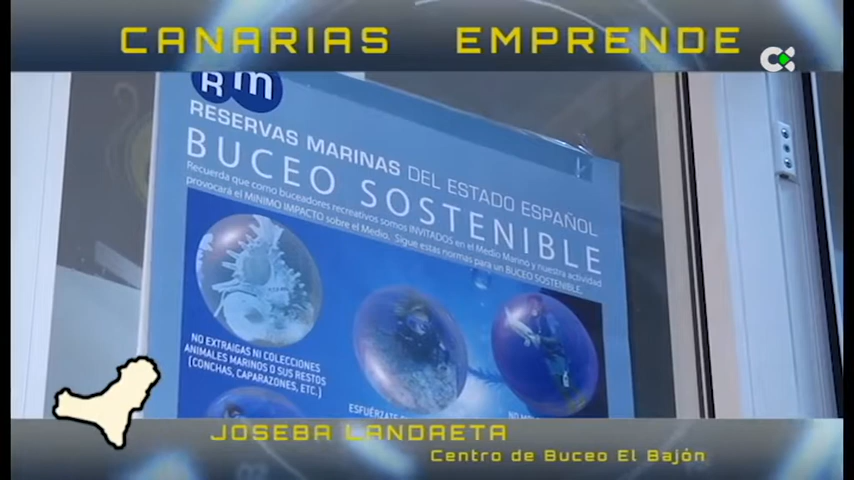 CANARIAS EMPRENDE
Rm
RESERVAS MARINAS DEL ESTADO ESPAÑOL
BUCEO SOSTENIBLE
Recuerda que como buceadores recreativos somos INVITADOS en el Medio Marino y nuestra actividad
provocará el MÍNIMO IMPACTO sobre el Medio. Sigue estas normas para un BUCEO SOSTENIBLE.
NO EXTRAIGAS NI COLECCIONES
ANIMALES MARINOS O SUS RESTOS
(CONCHAS, CAPARAZONES, ETC.)
JOSEBA LANDAETA
Centro de Buceo El Bajón